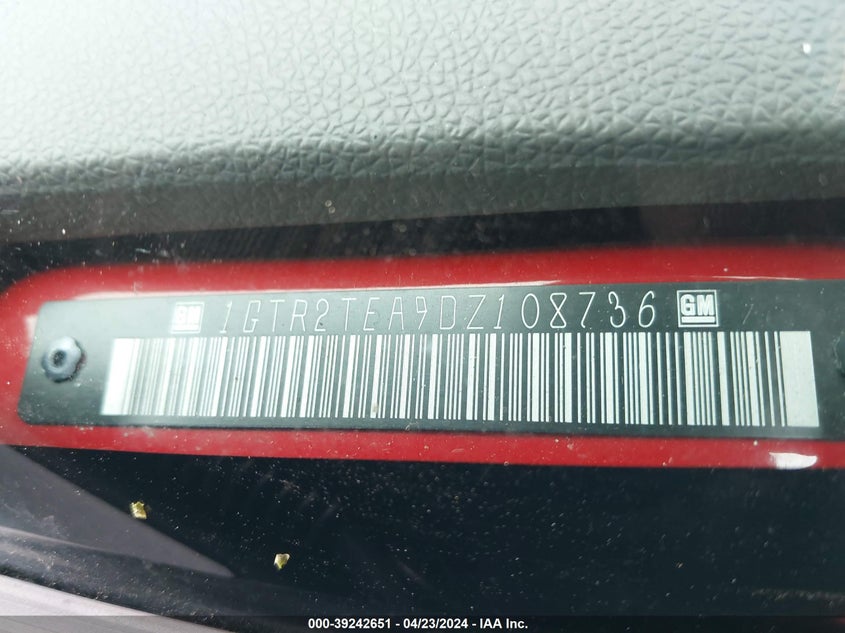 GM 1GTR2TEA9DZ108736 GM
000-39242651 - 04/23/2024 - IAA Inc.